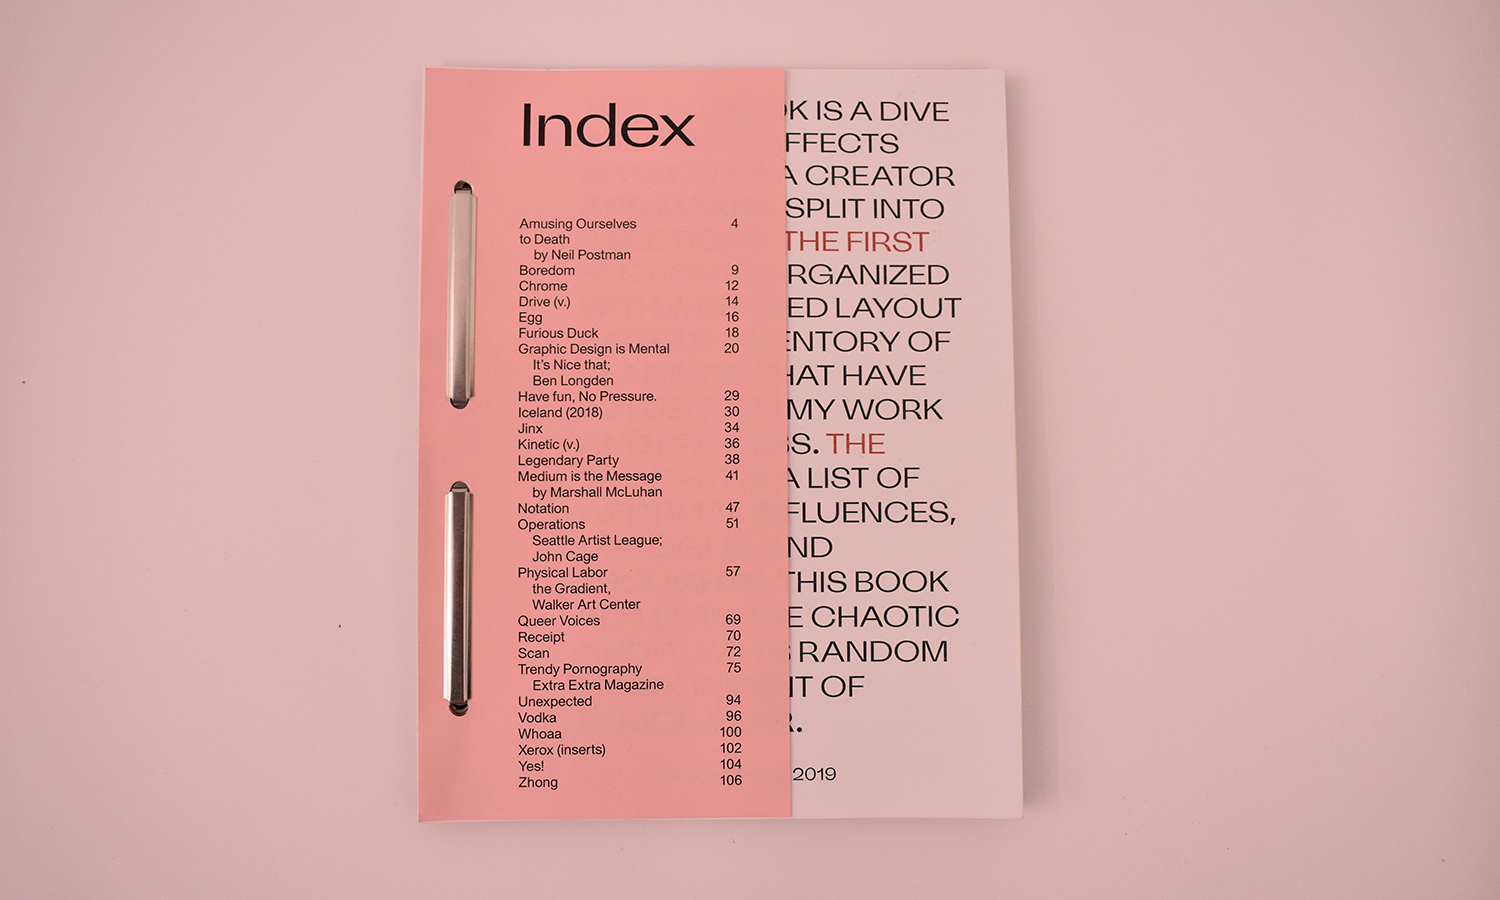 Index
Amusing Ourselves 4
to Death
by Neil Postman
Boredom 9
Chrome 12
Drive (v.) 14
Egg 16
Furious Duck 18
Graphic Design is Mental 20
It's Nice that;
Ben Longden
Have fun, No Pressure. 29
Iceland (2018) 30
Jinx 34
Kinetic (v.) 36
Legendary Party 38
Medium is the Message 41
by Marshall McLuhan
Notation 47
Operations 51
Seattle Artist League;
John Cage
Physical Labor 57
the Gradient,
Walker Art Center
Queer Voices 69
Receipt 70
Scan 72
Trendy Pornography 75
Extra Extra Magazine
Unexpected 94
Vodka 96
Whoaa 100
Xerox (inserts) 102
Yes! 104
Zhong 106
OK IS A DIVE
FFECTS
A CREATOR
SPLIT INTO
THE FIRST
RGANIZED
ED LAYOUT
ENTORY OF
HAT HAVE
MY WORK
SS. THE
A LIST OF
FLUENCES,
ND
THIS BOOK
E CHAOTIC
S RANDOM
IT OF
R.
2019